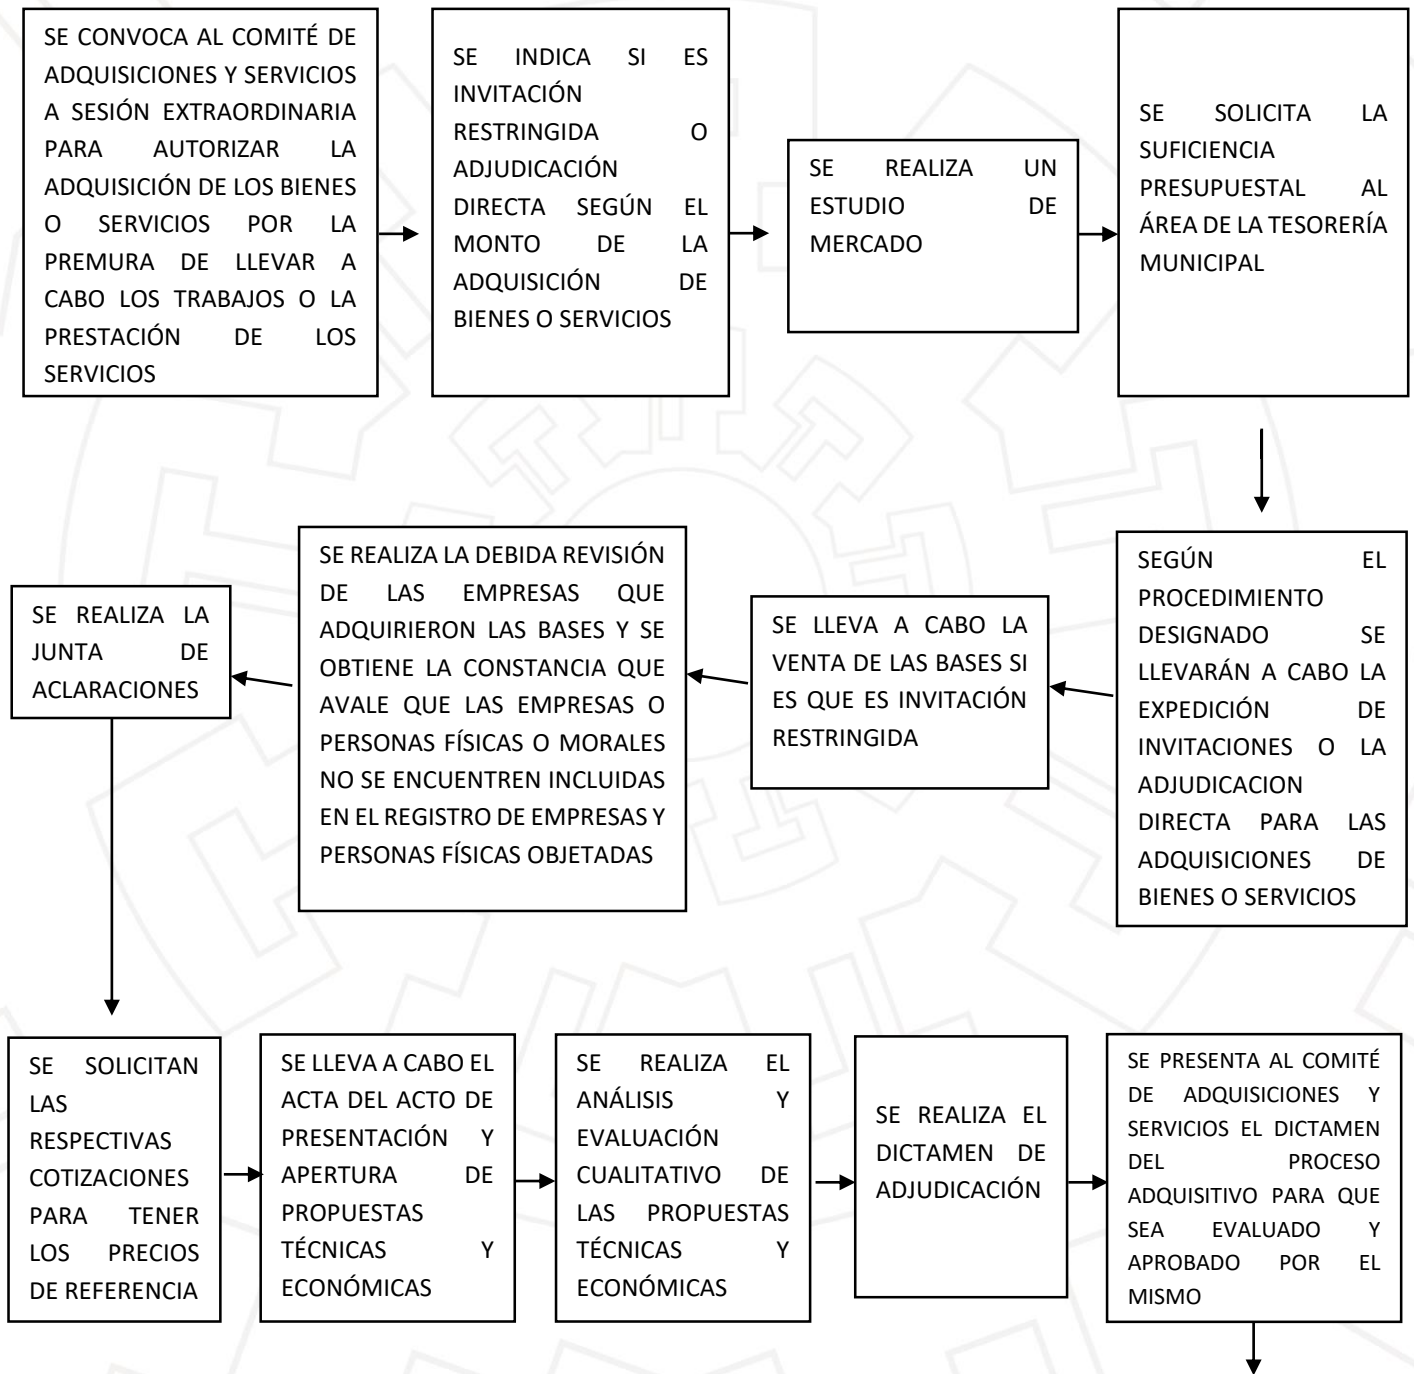 SE CONVOCA AL COMITÉ DE
ADQUISICIONES Y SERVICIOS
A SESIÓN EXTRAORDINARIA
PARA AUTORIZAR LA
ADQUISICIÓN DE LOS BIENES
O SERVICIOS POR LA
PREMURA DE LLEVAR A
CABO LOS TRABAJOS O LA
PRESTACIÓN DE LOS
SERVICIOS
SE INDICA SI ES
INVITACIÓN
RESTRINGIDA O
ADJUDICACIÓN
DIRECTA SEGÚN EL
MONTO DE LA
ADQUISICIÓN DE
BIENES O SERVICIOS
SE REALIZA UN
ESTUDIO DE
MERCADO
SE SOLICITA LA
SUFICIENCIA
PRESUPUESTAL AL
ÁREA DE LA TESORERÍA
MUNICIPAL
SEGÚN EL
PROCEDIMIENTO
DESIGNADO SE
LLEVARÁN A CABO LA
EXPEDICIÓN DE
INVITACIONES O LA
ADJUDICACION
DIRECTA PARA LAS
ADQUISICIONES DE
BIENES O SERVICIOS
SE LLEVA A CABO LA
VENTA DE LAS BASES SI
ES QUE ES INVITACIÓN
RESTRINGIDA
SE REALIZA LA DEBIDA REVISIÓN
DE LAS EMPRESAS QUE
ADQUIRIERON LAS BASES Y SE
OBTIENE LA CONSTANCIA QUE
AVALE QUE LAS EMPRESAS O
PERSONAS FÍSICAS O MORALES
NO SE ENCUENTREN INCLUIDAS
EN EL REGISTRO DE EMPRESAS Y
PERSONAS FÍSICAS OBJETADAS
SE REALIZA LA
JUNTA DE
ACLARACIONES
SE SOLICITAN
LAS
RESPECTIVAS
COTIZACIONES
PARA TENER
LOS PRECIOS
DE REFERENCIA
SE LLEVA A CABO EL
ACTA DEL ACTO DE
PRESENTACIÓN Y
APERTURA DE
PROPUESTAS
TÉCNICAS Y
ECONÓMICAS
SE REALIZA EL
ANÁLISIS Y
EVALUACIÓN
CUALITATIVO DE
LAS PROPUESTAS
TÉCNICAS Y
ECONÓMICAS
SE REALIZA EL
DICTAMEN DE
ADJUDICACIÓN
SE PRESENTA AL COMITÉ
DE ADQUISICIONES Y
SERVICIOS EL DICTAMEN
DEL PROCESO
ADQUISITIVO PARA QUE
SEA EVALUADO Y
APROBADO POR EL
MISMO